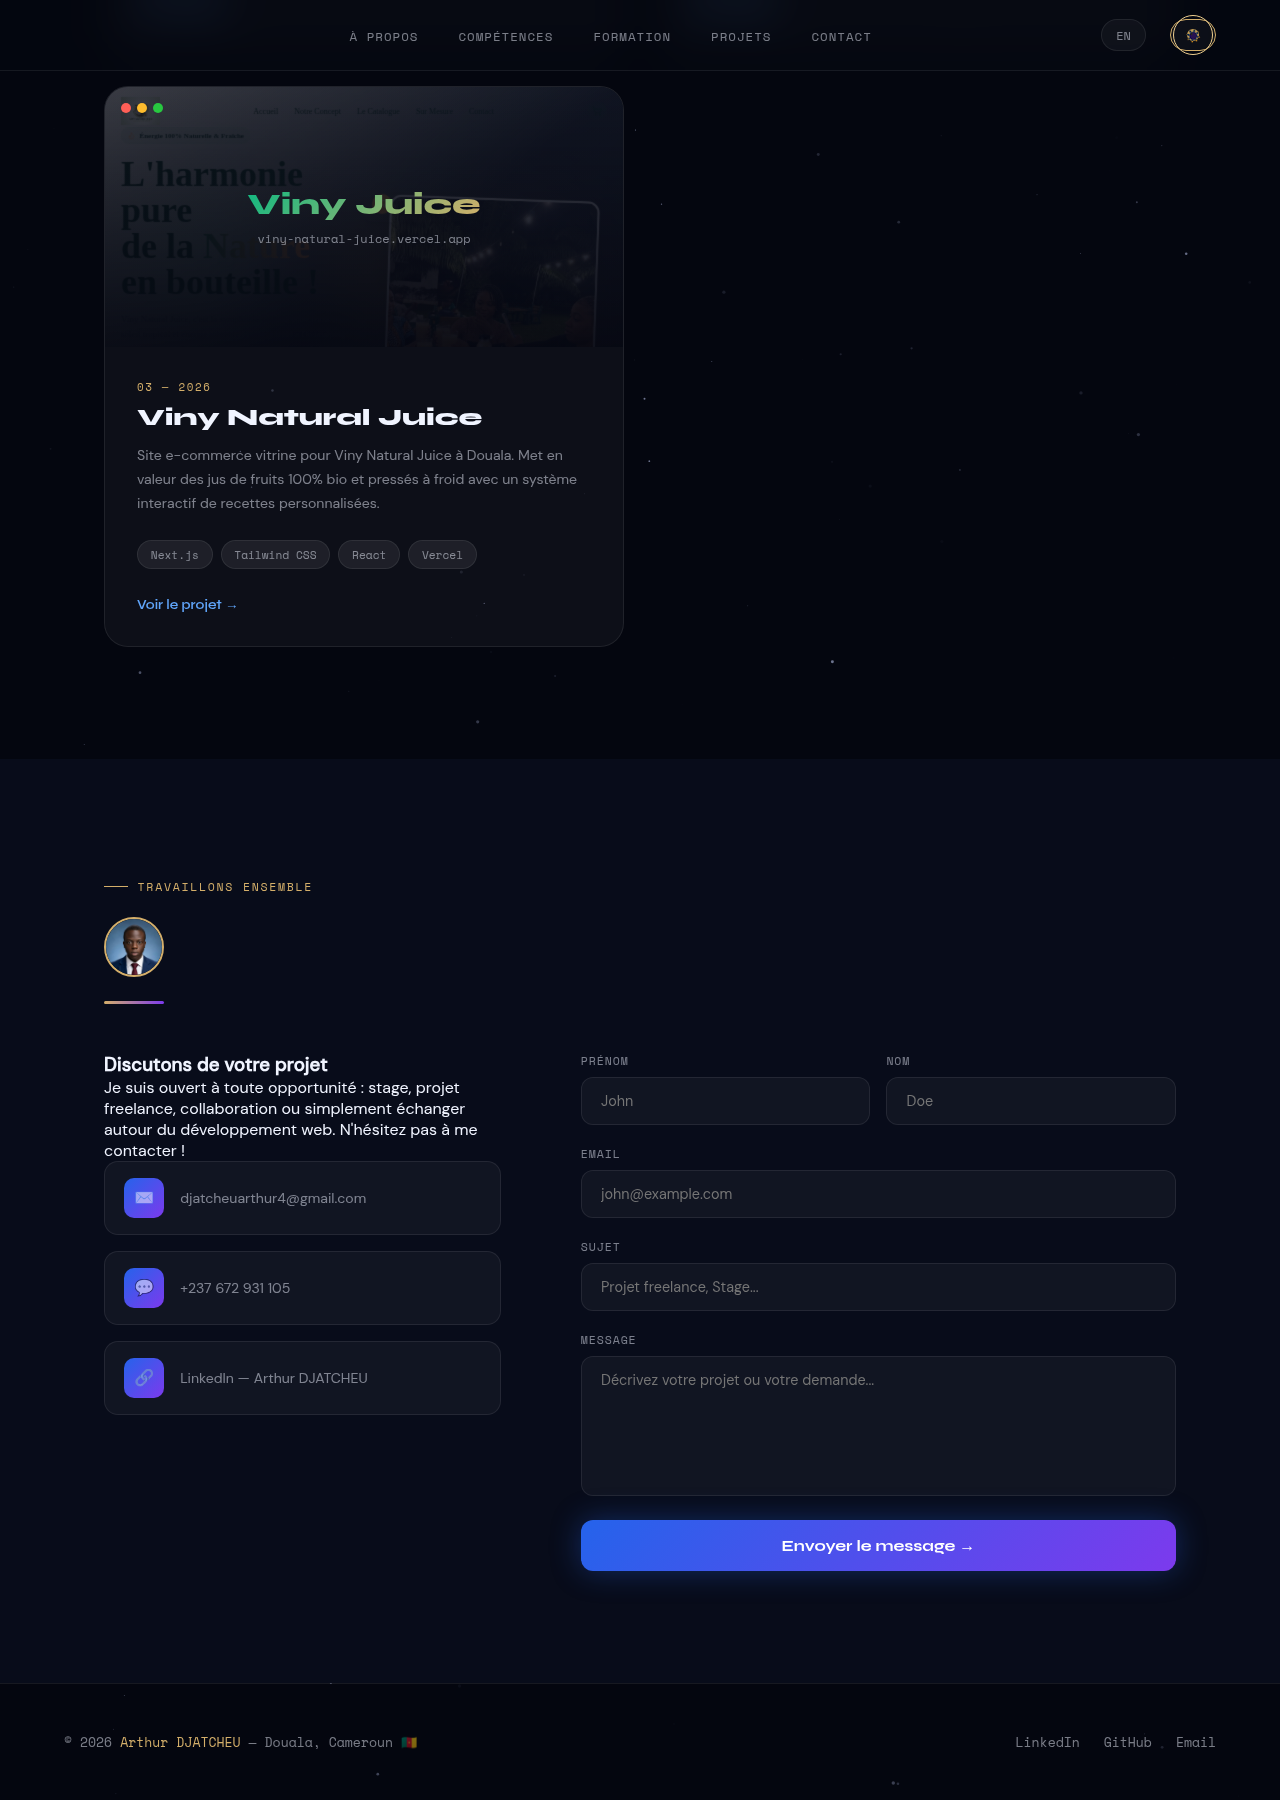 À PROPOS
COMPÉTENCES
FORMATION
PROJETS
CONTACT
EN
Accueil
L'harmonie
pure
de la Nature
en bouteille !
Viny Juice
viny-natural-juice.vercel.app
03 — 2026
Viny Natural Juice
Site e-commerce vitrine pour Viny Natural Juice à Douala. Met en
valeur des jus de fruits 100% bio et pressés à froid avec un système
interactif de recettes personnalisées.
Next.js
Tailwind CSS
React
Vercel
Voir le projet →
TRAVAILLONS ENSEMBLE
Discutons de votre projet
Je suis ouvert à toute opportunité : stage, projet
freelance, collaboration ou simplement échanger
autour du développement web. N'hésitez pas à me
contacter !
djatcheuarthur4@gmail.com
+237 672 931 105
LinkedIn — Arthur DJATCHEU
PRÉNOM
NOM
John
Doe
EMAIL
john@example.com
SUJET
Projet freelance, Stage...
MESSAGE
Décrivez votre projet ou votre demande...
Envoyer le message →
© 2026 Arthur DJATCHEU — Douala, Cameroun 🇨🇲
LinkedIn
GitHub
Email